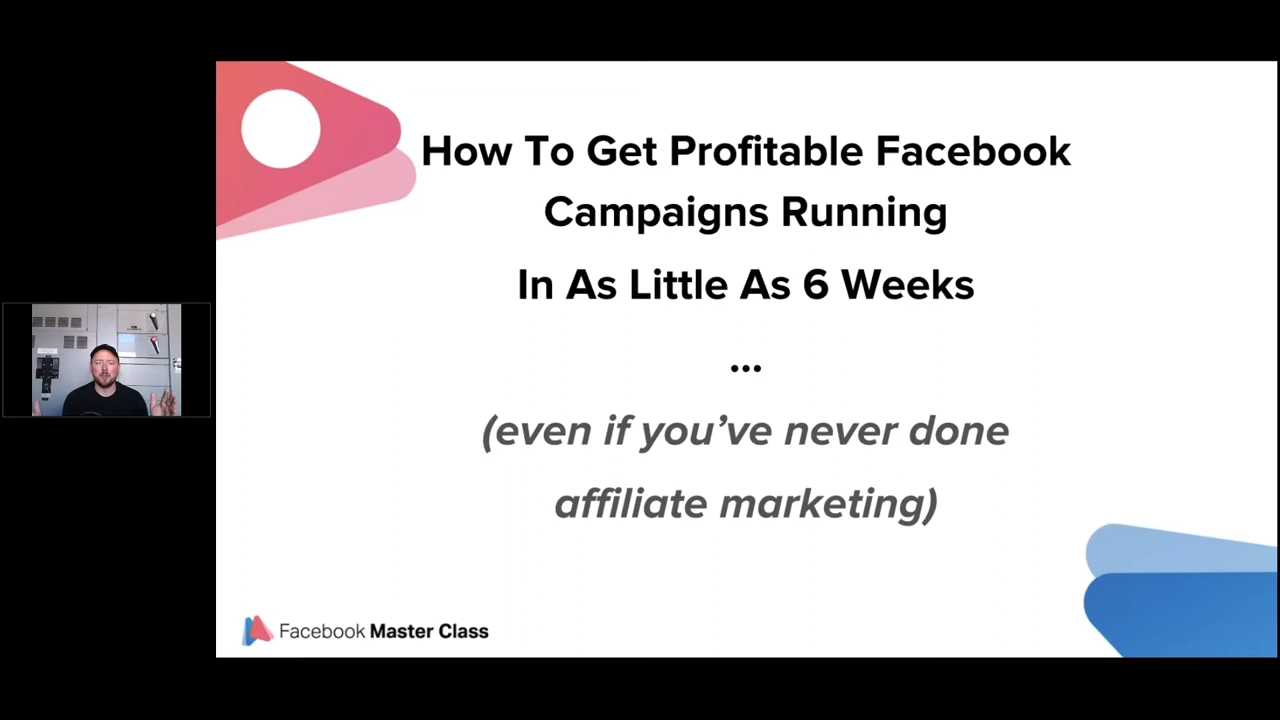 How To Get Profitable Facebook
Campaigns Running
In As Little As 6 Weeks
...
(even if you’ve never done
affiliate marketing)
Facebook Master Class